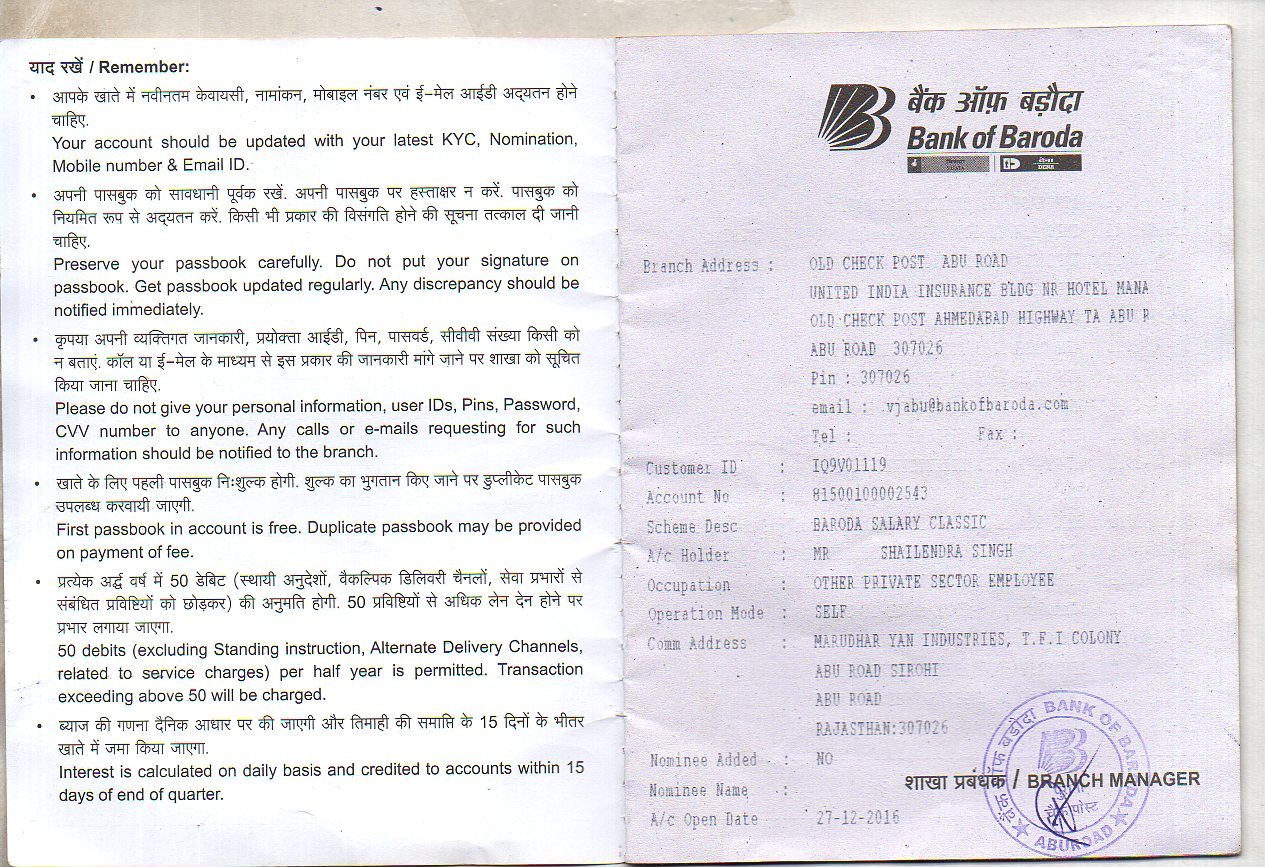 याद रखें / Remember:
• आपके खाते में नवीनतम केवायसी, नामांकन, मोबाइल नंबर एवं ई-मेल आईडी अद्यतन होने
चाहिए.
Your account should be updated with your latest KYC, Nomination,
Mobile number & Email ID.
• अपनी पासबुक को सावधानी पूर्वक रखें. अपनी पासबुक पर हस्ताक्षर न करें. पासबुक को
नियमित रूप से अद्यतन करें. किसी भी प्रकार की विसंगति होने की सूचना तत्काल दी जानी
चाहिए.
Preserve your passbook carefully. Do not put your signature on
passbook. Get passbook updated regularly. Any discrepancy should be
notified immediately.
• कृपया अपनी व्यक्तिगत जानकारी, प्रयोक्ता आईडी, पिन, पासवर्ड, सीवीवी संख्या किसी को
न बताएं. कॉल या ई-मेल के माध्यम से इस प्रकार की जानकारी मांगे जाने पर शाखा को सूचित
किया जाना चाहिए.
Please do not give your personal information, user IDs, Pins, Password,
CVV number to anyone. Any calls or e-mails requesting for such
information should be notified to the branch.
• खाते के लिए पहली पासबुक निःशुल्क होगी. शुल्क का भुगतान किए जाने पर डुप्लीकेट पासबुक
उपलब्ध करवायी जाएगी.
First passbook in account is free. Duplicate passbook may be provided
on payment of fee.
• प्रत्येक अर्द्ध वर्ष में 50 डेबिट (स्थायी अनुदेशों, वैकल्पिक डिलिवरी चैनलों, सेवा प्रभारों से
संबंधित प्रविष्टियों को छोड़कर) की अनुमति होगी. 50 प्रविष्टियों से अधिक लेन देन होने पर
प्रभार लगाया जाएगा.
50 debits (excluding Standing instruction, Alternate Delivery Channels,
related to service charges) per half year is permitted. Transaction
exceeding above 50 will be charged.
• ब्याज की गणना दैनिक आधार पर की जाएगी और तिमाही की समाप्ति के 15 दिनों के भीतर
खाते में जमा किया जाएगा.
Interest is calculated on daily basis and credited to accounts within 15
days of end of quarter.
बैंक ऑफ़ बड़ौदा
Bank of Baroda
देना
DENA
Branch Address : OLD CHECK POST ABU ROAD
UNITED INDIA INSURANCE BLDG NR HOTEL MANA
OLD CHECK POST AHMEDABAD HIGHWAY TA ABU R
ABU ROAD 307026
Pin : 307026
email : vjabu@bankofbaroda.com
Tel : Fax :
Customer ID : IQ9V01119
Account No : 81500100002543
Scheme Desc : BARODA SALARY CLASSIC
A/c Holder : MR SHAILENDRA SINGH
Occupation : OTHER PRIVATE SECTOR EMPLOYEE
Operation Mode : SELF
Comm Address : MARUDHAR YAN INDUSTRIES, T.F.I COLONY
ABU ROAD SIROHI
ABU ROAD
RAJASTHAN:307026
Nominee Added : NO
Nominee Name :
A/c Open Date : 27-12-2016
शाखा प्रबंधक / BRANCH MANAGER
बैंक ऑफ बड़ौदा BANK OF BARODA
ABUROAD